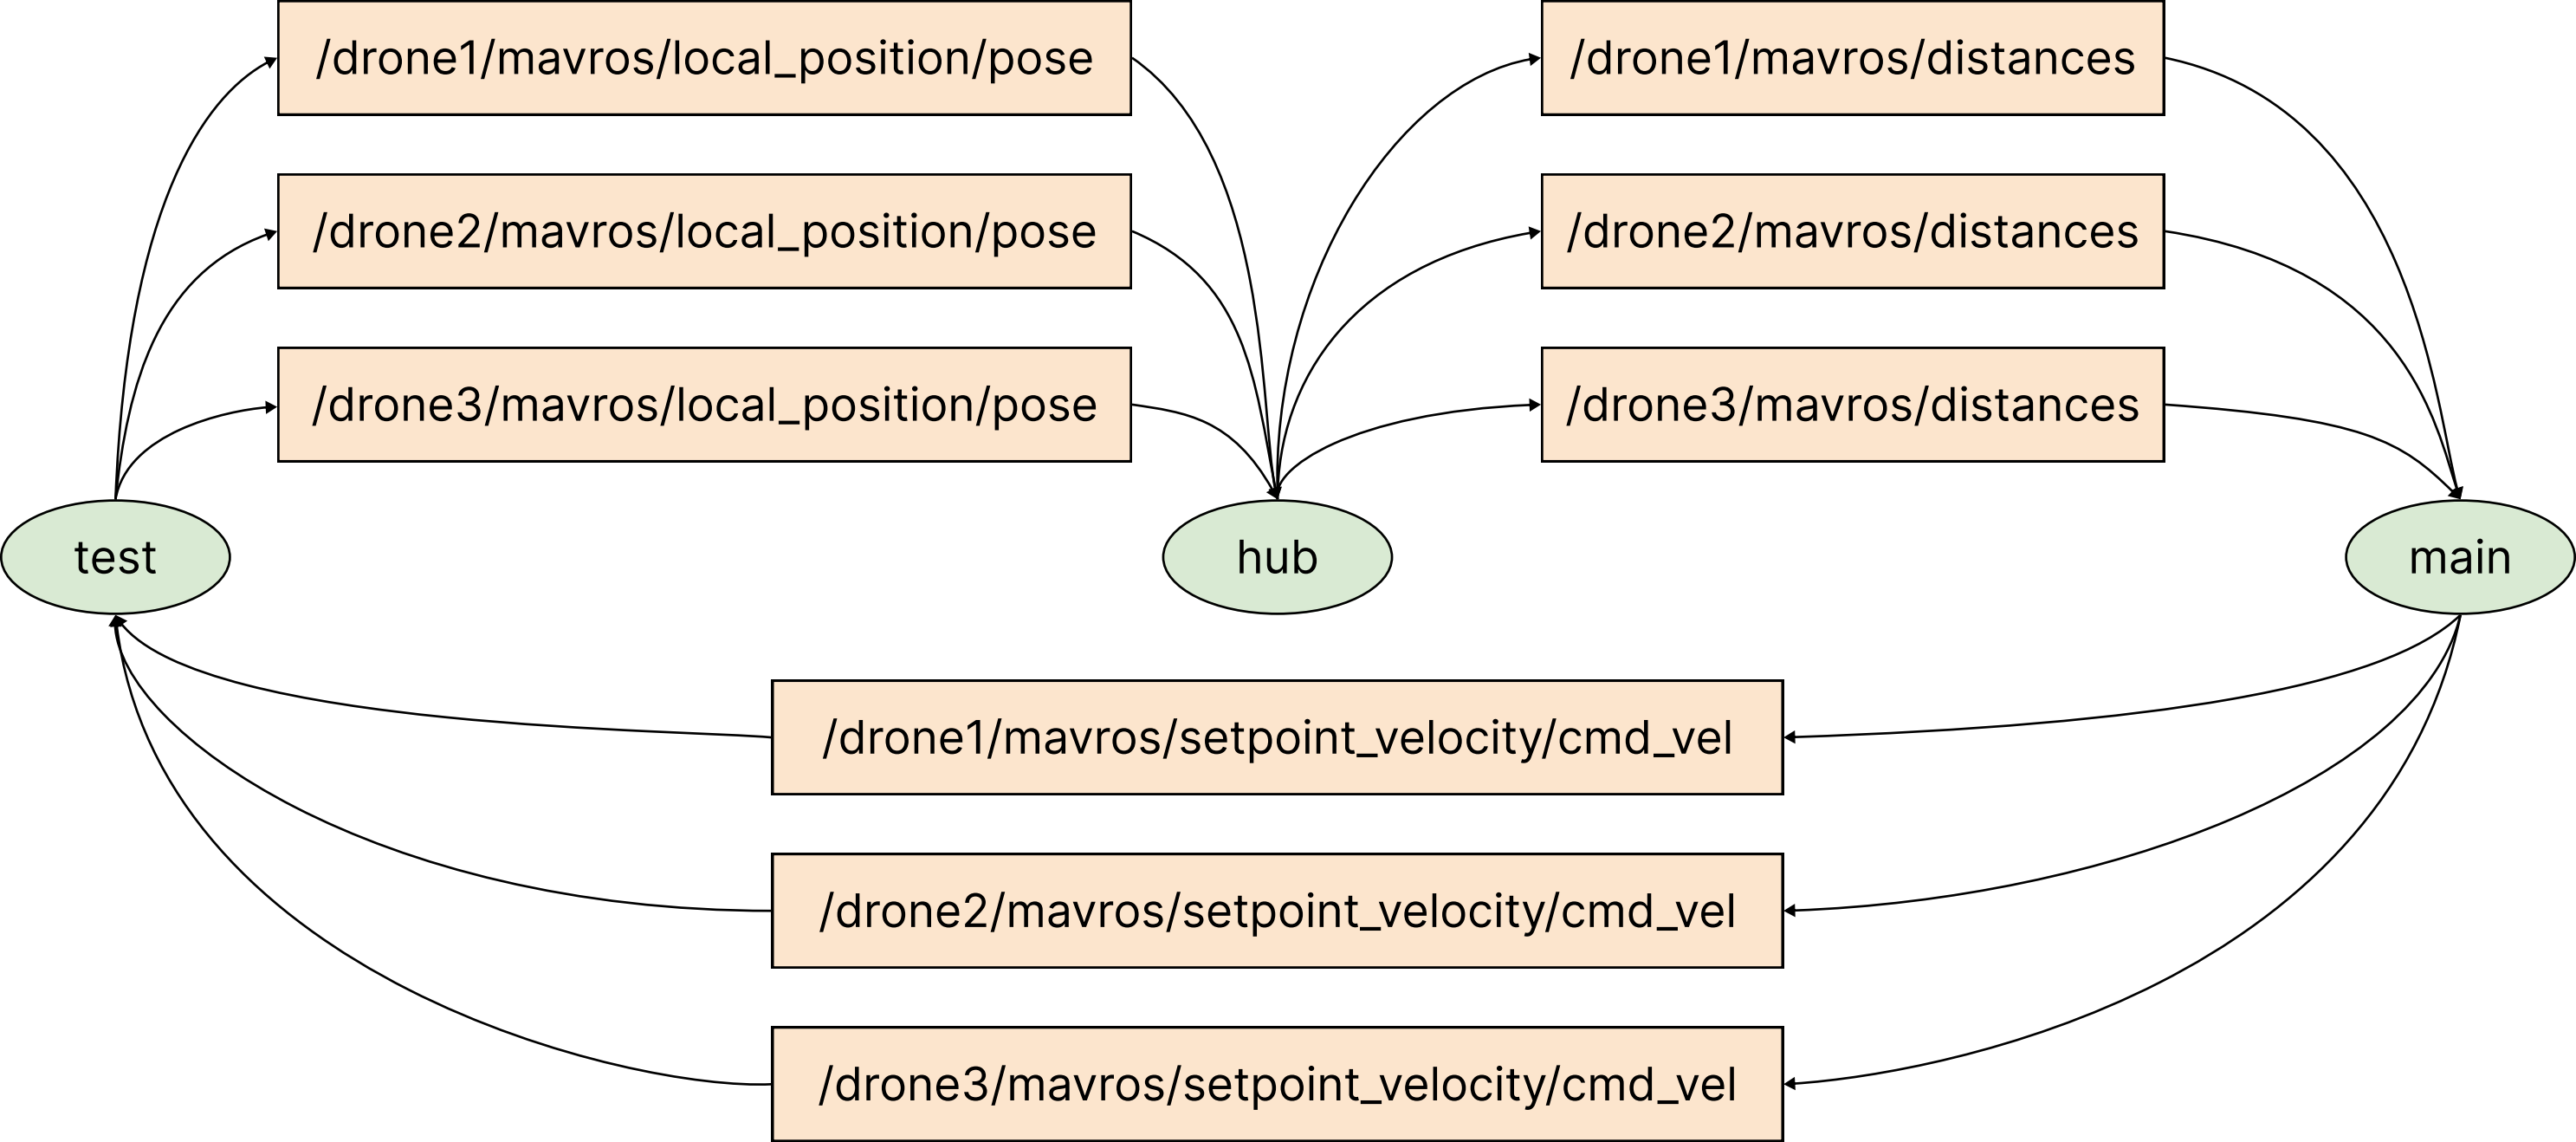 /drone1/mavros/local_position/pose
/drone1/mavros/distances
/drone2/mavros/local_position/pose
/drone2/mavros/distances
/drone3/mavros/local_position/pose
/drone3/mavros/distances
test
hub
main
/drone1/mavros/setpoint_velocity/cmd_vel
/drone2/mavros/setpoint_velocity/cmd_vel
/drone3/mavros/setpoint_velocity/cmd_vel